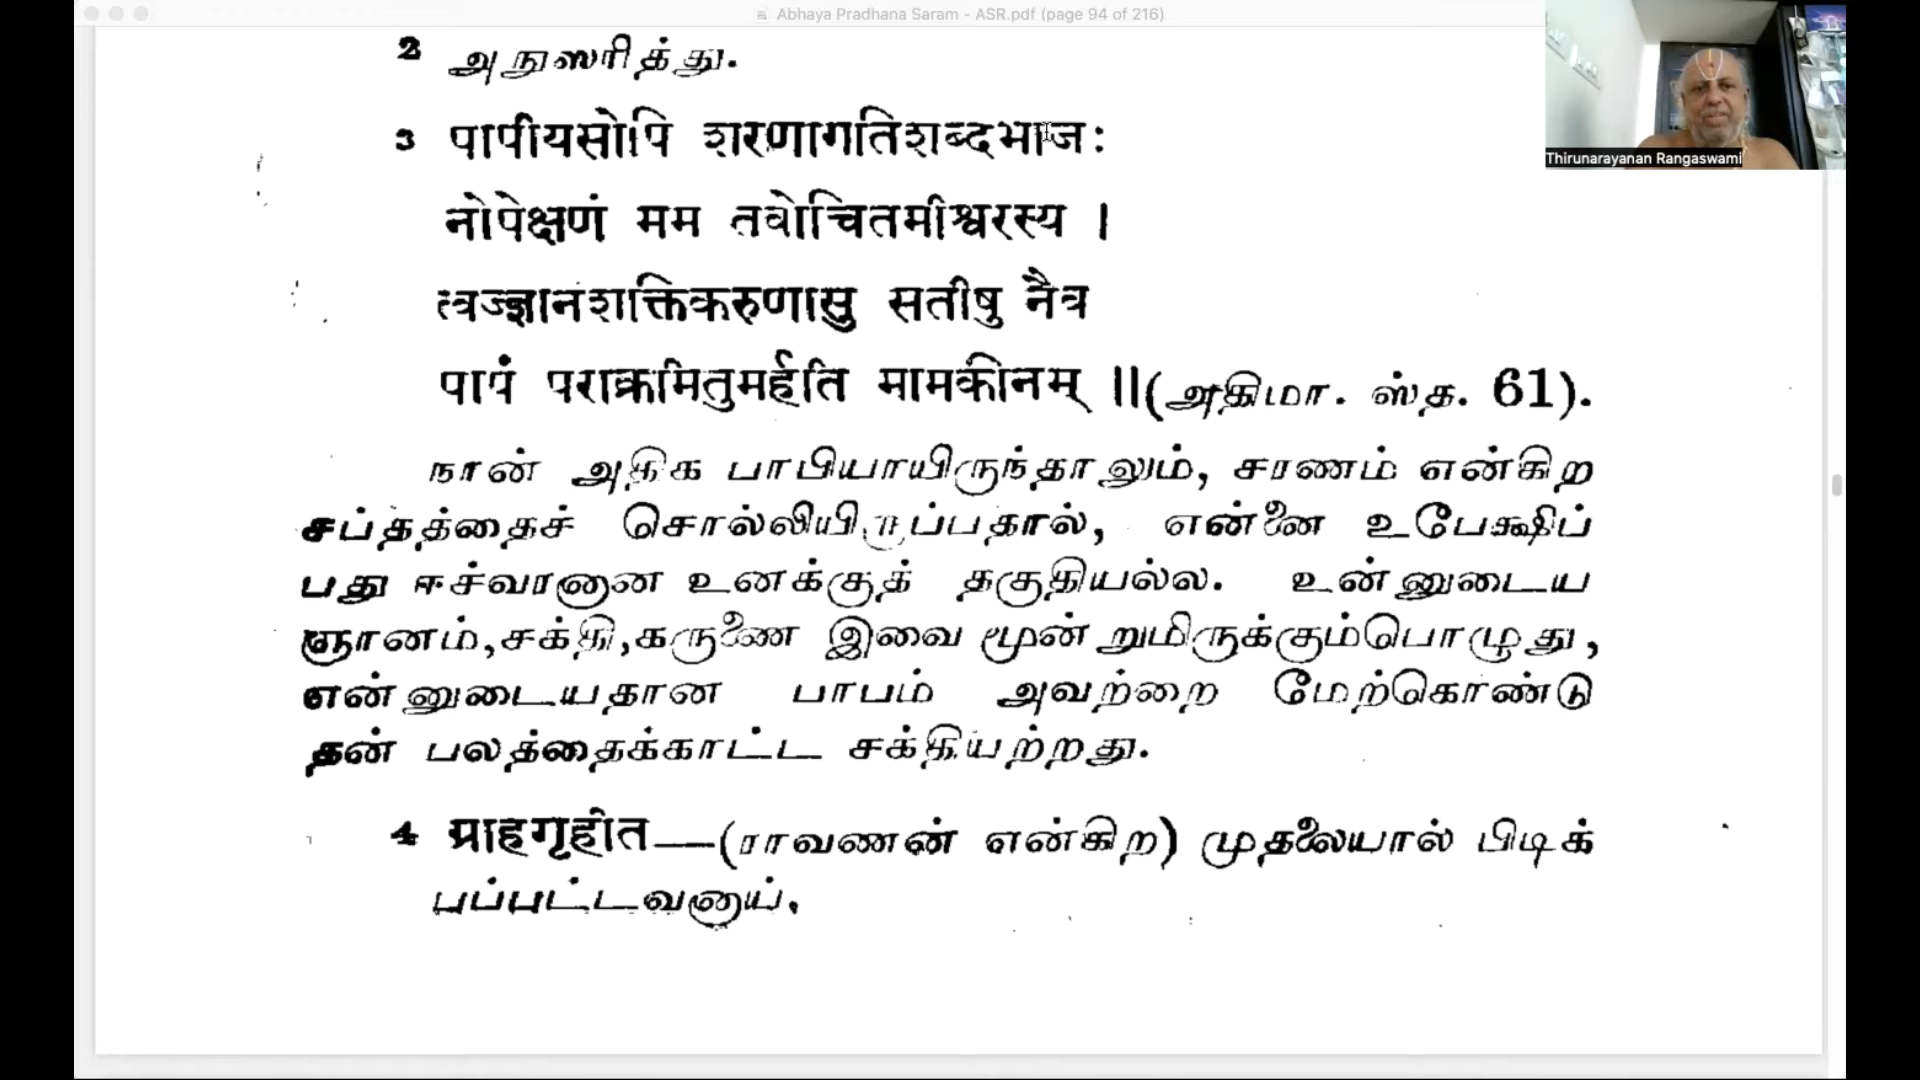 Abhaya Pradhana Saram - ASR.pdf (page 94 of 216)
Thirunarayanan Rangaswami
2 அநுஸரித்து.
3 पापीयसोपि शरणागतिशब्दभाजः
नोपेक्षणं मम तवोचितमीश्वरस्य ।
त्वज्ज्ञानशक्तिकरुणासु सतीषु नैव
पापं पराक्रमितुमर्हति मामकीनम् ॥(அதிமா. ஸ்த. 61).
நான் அதிக பாபியாயிருந்தாலும், சரணம் என்கிற
சப்தத்தைச் சொல்லியிருப்பதால், என்னை உபேக்ஷிப்
பது ஈச்வரனான உனக்குத் தகுதியல்ல. உன்னுடைய
ஞானம்,சக்தி,கருணை இவை மூன்றுமிருக்கும்பொழுது,
என்னுடையதான பாபம் அவற்றை மேற்கொண்டு
தன் பலத்தைக்காட்ட சக்தியற்றது.
4 ग्राहगृहीत—(ராவணன் என்கிற) முதலையால் பிடிக்
பப்பட்டவனாய்.